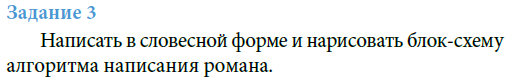 Задание 3
Написать в словесной форме и нарисовать блок-схему
алгоритма написания романа.